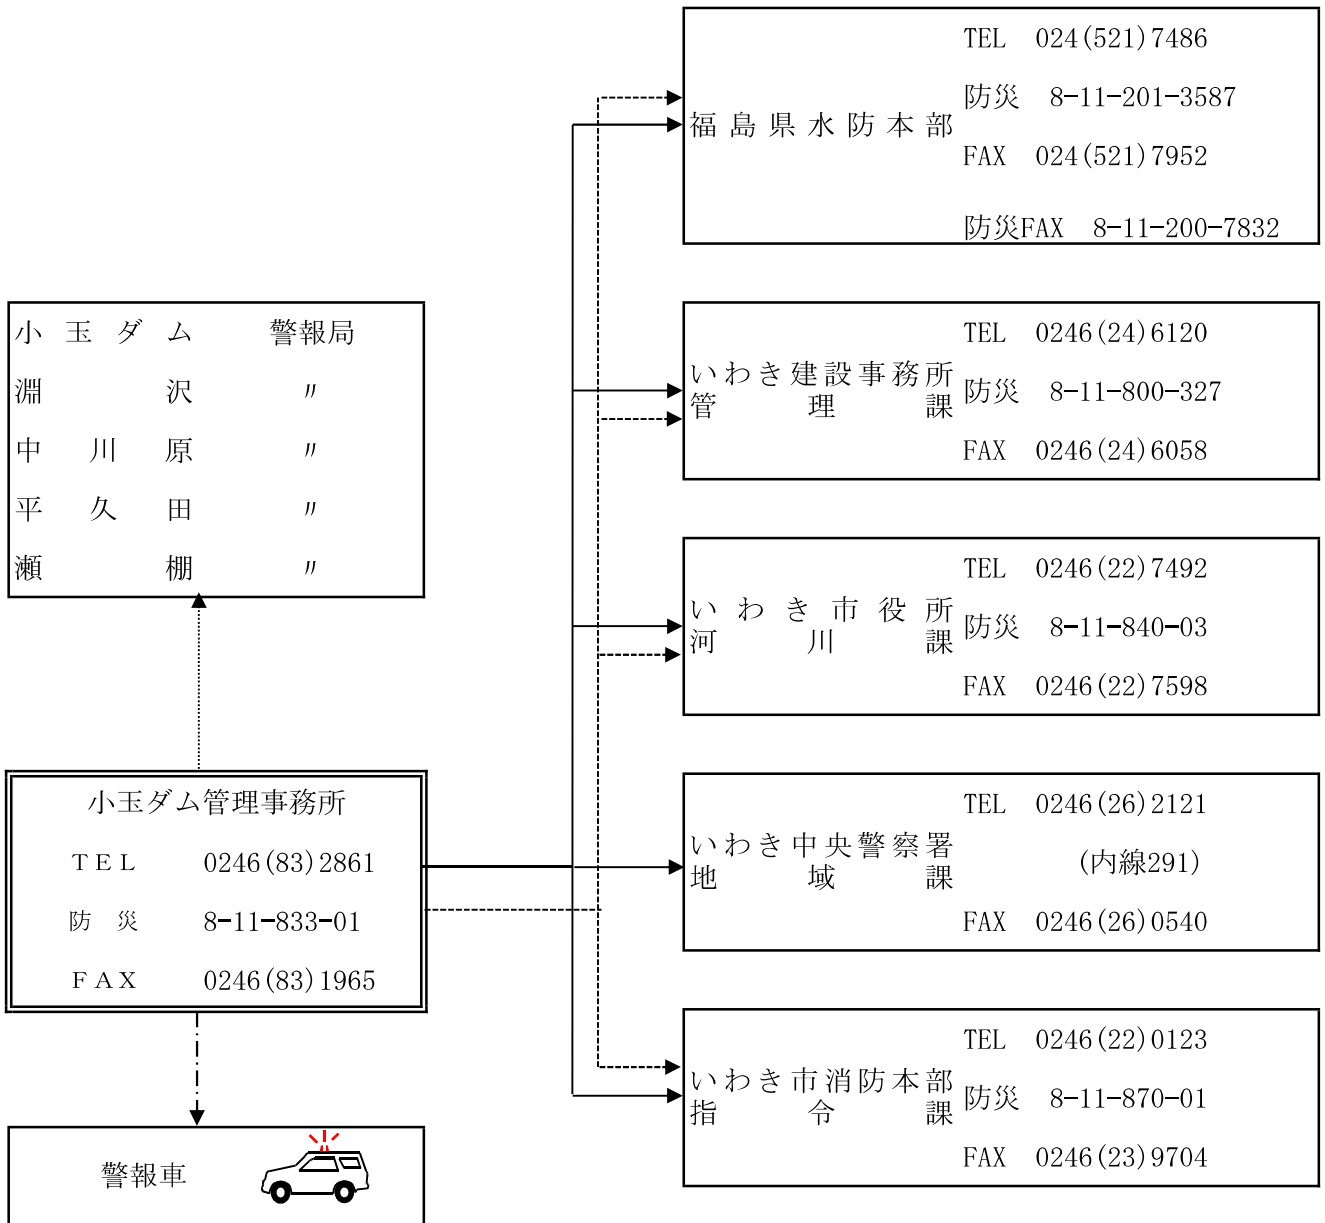 福島県水防本部
TEL 024(521)7486
防災 8-11-201-3587
FAX 024(521)7952
防災FAX 8-11-200-7832
小玉ダム 警報局
淵沢 〃
中川原 〃
平久田 〃
瀬棚 〃
いわき建設事務所
管理課
TEL 0246(24)6120
防災 8-11-800-327
FAX 0246(24)6058
いわき市役所
河川課
TEL 0246(22)7492
防災 8-11-840-03
FAX 0246(22)7598
小玉ダム管理事務所
TEL 0246(83)2861
防災 8-11-833-01
FAX 0246(83)1965
いわき中央警察署
地域課
TEL 0246(26)2121
(内線291)
FAX 0246(26)0540
いわき市消防本部
指令課
TEL 0246(22)0123
防災 8-11-870-01
FAX 0246(23)9704
警報車